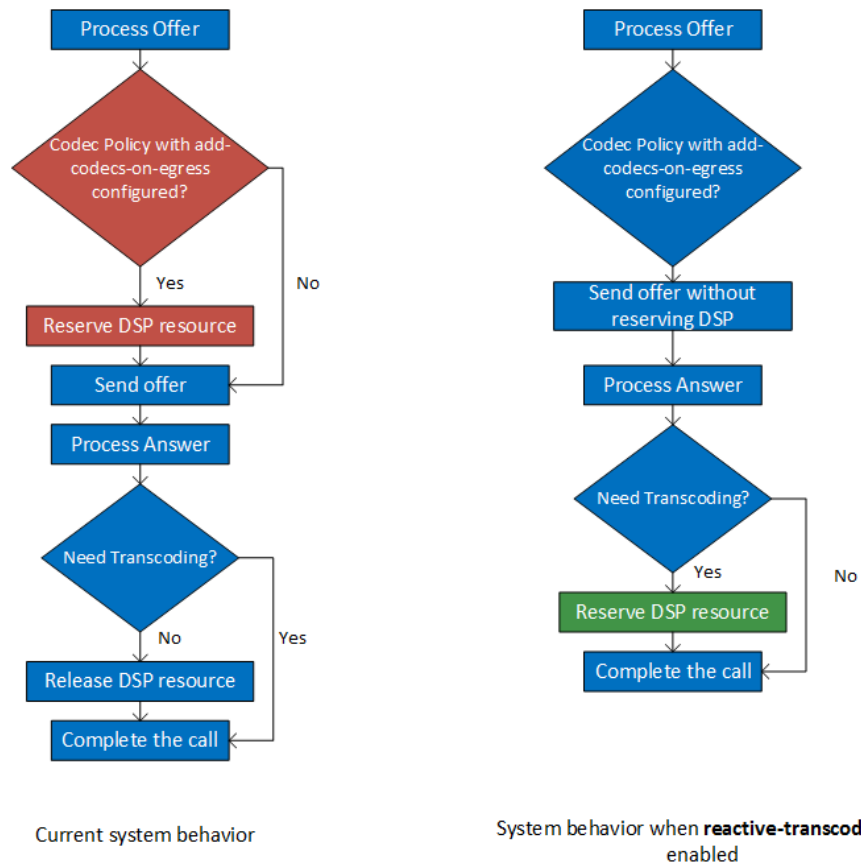 Process Offer
Codec Policy with add-
codecs-on-egress
configured?
Yes
No
Reserve DSP resource
Send offer
Process Answer
Need Transcoding?
No
Yes
Release DSP resource
Complete the call
Current system behavior
Process Offer
Codec Policy with add-
codecs-on-egress
configured?
Send offer without
reserving DSP
Process Answer
Need Transcoding?
Yes
No
Reserve DSP resource
Complete the call
System behavior when reactive-transcod
enabled